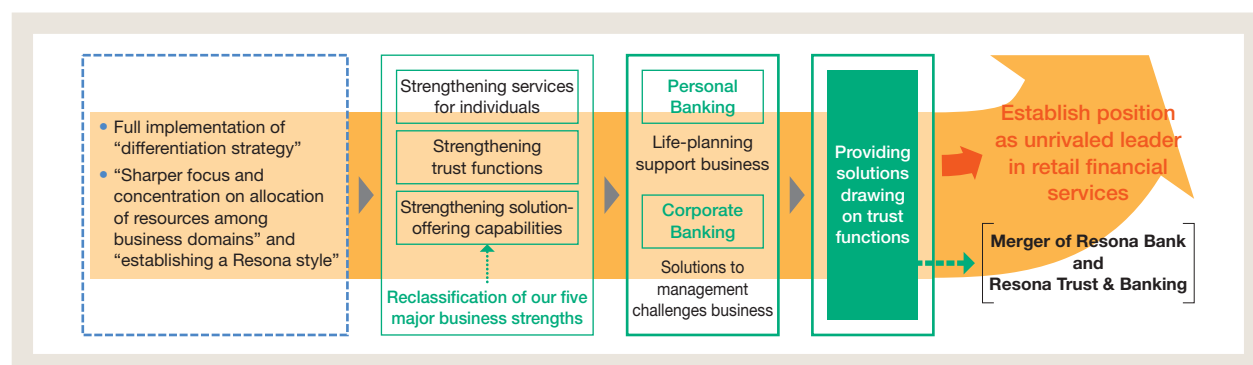 • Full implementation of
“differentiation strategy”
• “Sharper focus and
concentration on allocation
of resources among
business domains” and
“establishing a Resona style”
Strengthening services
for individuals
Strengthening
trust functions
Strengthening solution-
offering capabilities
Reclassification of our five
major business strengths
Personal
Banking
Life-planning
support business
Corporate
Banking
Solutions to
management
challenges business
Providing
solutions
drawing
on trust
functions
Establish position
as unrivaled leader
in retail financial
services
Merger of Resona Bank
and
Resona Trust & Banking